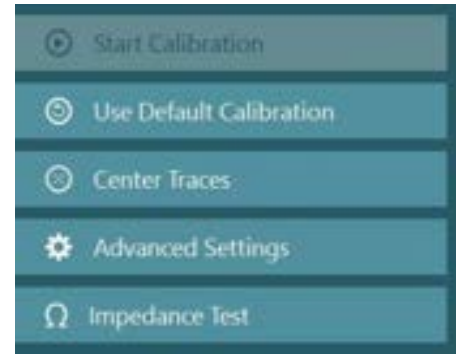 Start Calibration
Use Default Calibration
Center Traces
Advanced Settings
Ω Impedance Test